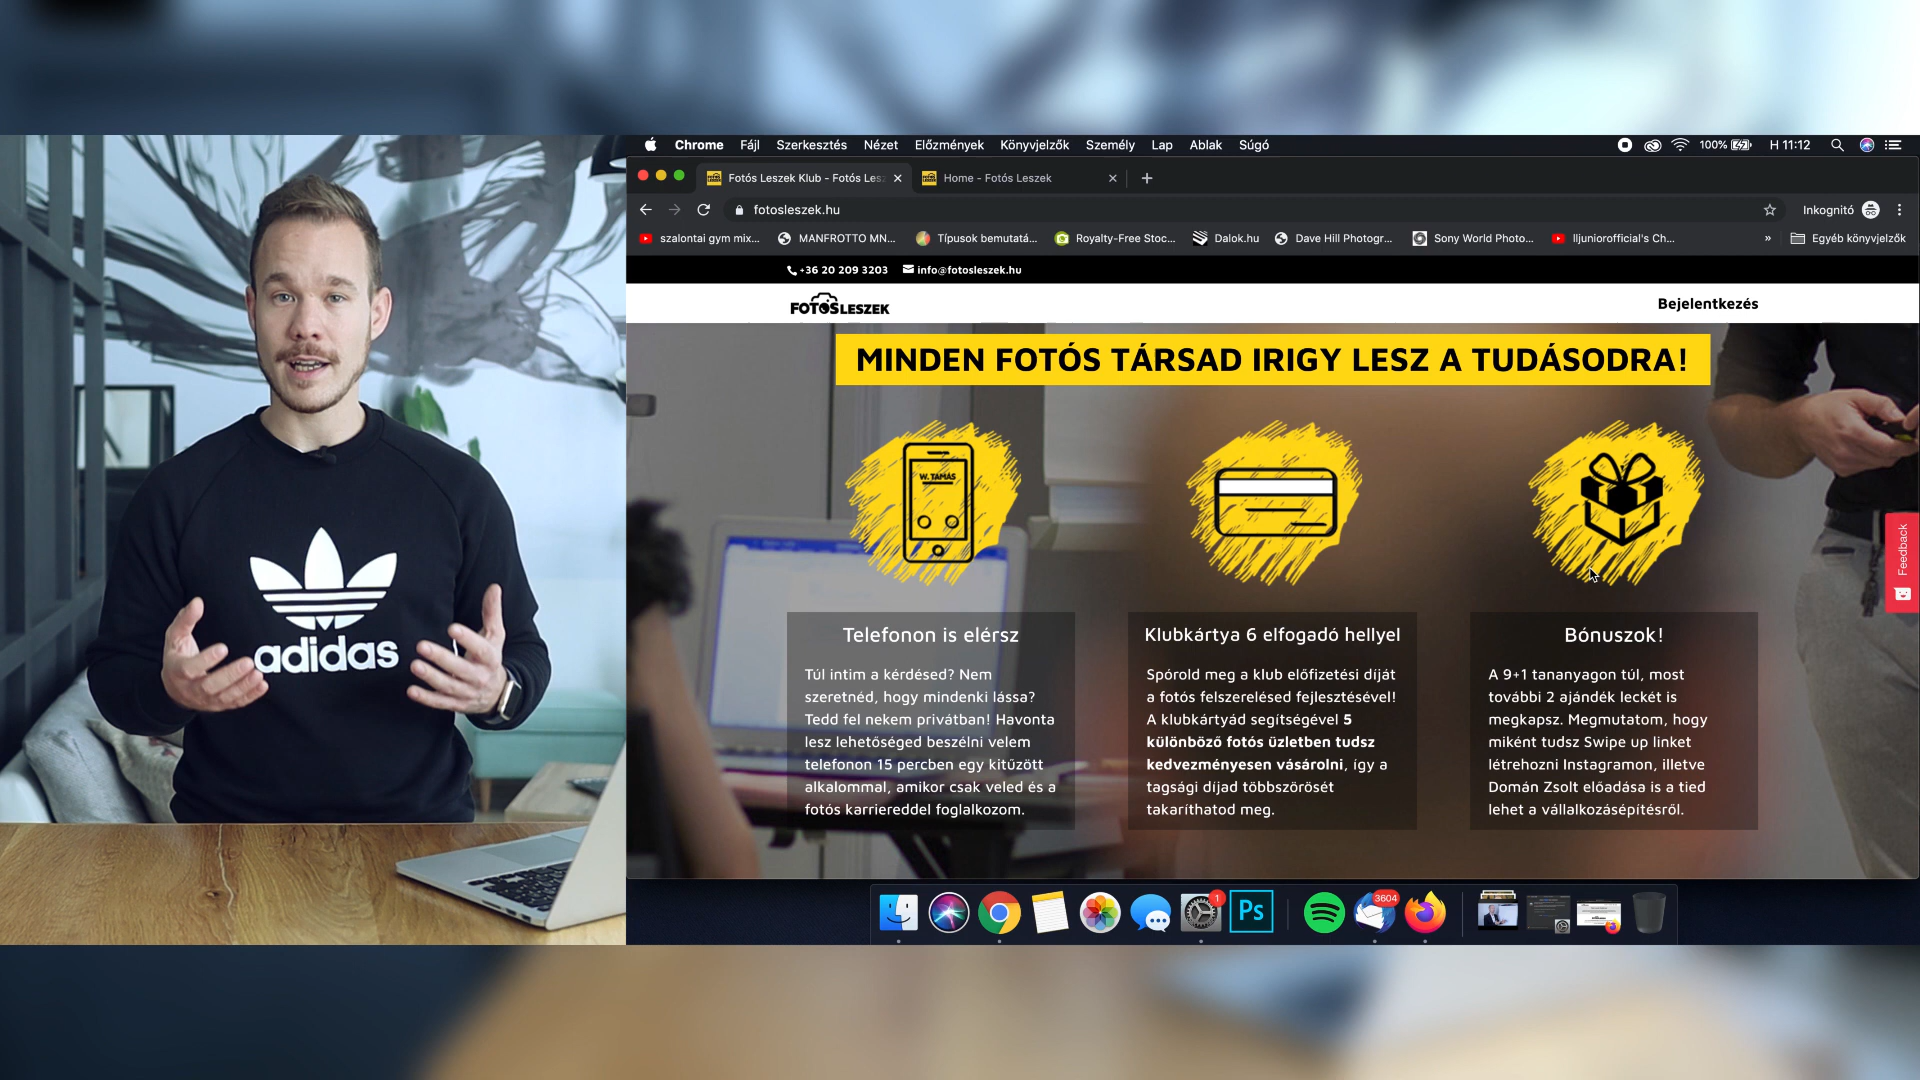 Chrome Fájl Szerkesztés Nézet Előzmények Könyvjelzők Személy Lap Ablak Súgó 100% H 11:12
Fotós Leszek Klub - Fotós Les
Home - Fotós Leszek
fotosleszek.hu
Inkognitó
szalontai gym mix... MANFROTTO MN... Típusok bemutatá... Royalty-Free Stoc... Dalok.hu Dave Hill Photogr... Sony World Photo... Iljuniorofficial's Ch... » Egyéb könyvjelzők
+36 20 209 3203 info@fotosleszek.hu
FOTÓSLESZEK
Bejelentkezés
MINDEN FOTÓS TÁRSAD IRIGY LESZ A TUDÁSODRA!
W. TAMÁS
Telefonon is elérsz
Túl intim a kérdésed? Nem
szeretnéd, hogy mindenki lássa?
Tedd fel nekem privátban! Havonta
lesz lehetőséged beszélni velem
telefonon 15 percben egy kitűzött
alkalommal, amikor csak veled és a
fotós karriereddel foglalkozom.
Klubkártya 6 elfogadó hellyel
Spórold meg a klub előfizetési díját
a fotós felszerelésed fejlesztésével!
A klubkártyád segítségével 5
különböző fotós üzletben tudsz
kedvezményesen vásárolni, így a
tagsági díjad többszörösét
takaríthatod meg.
Bónuszok!
A 9+1 tananyagon túl, most
további 2 ajándék leckét is
megkapsz. Megmutatom, hogy
miként tudsz Swipe up linket
létrehozni Instagramon, illetve
Domán Zsolt előadása is a tied
lehet a vállalkozásépítésről.
Feedback
adidas
1
Ps
3604